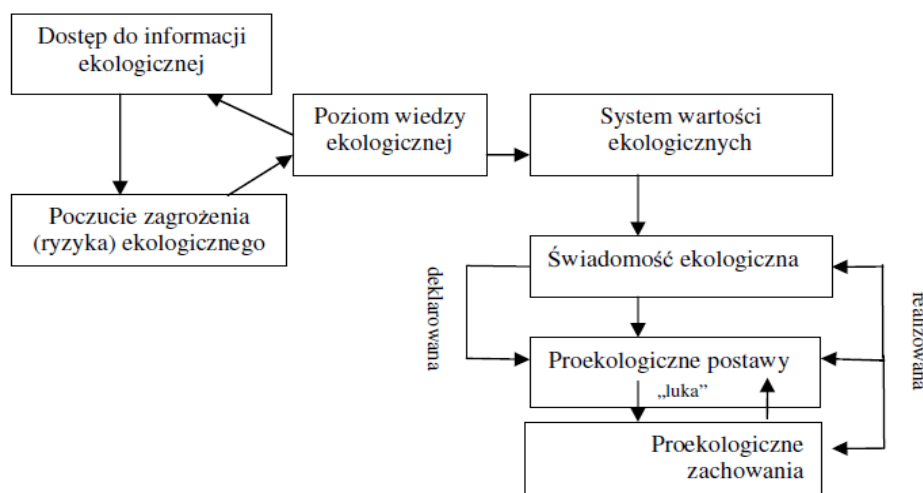 Dostęp do informacji
ekologicznej
Poziom wiedzy
ekologicznej
System wartości
ekologicznych
Poczucie zagrożenia
(ryzyka) ekologicznego
Świadomość ekologiczna
deklarowana
realizowana
Proekologiczne postawy
„luka”
Proekologiczne
zachowania